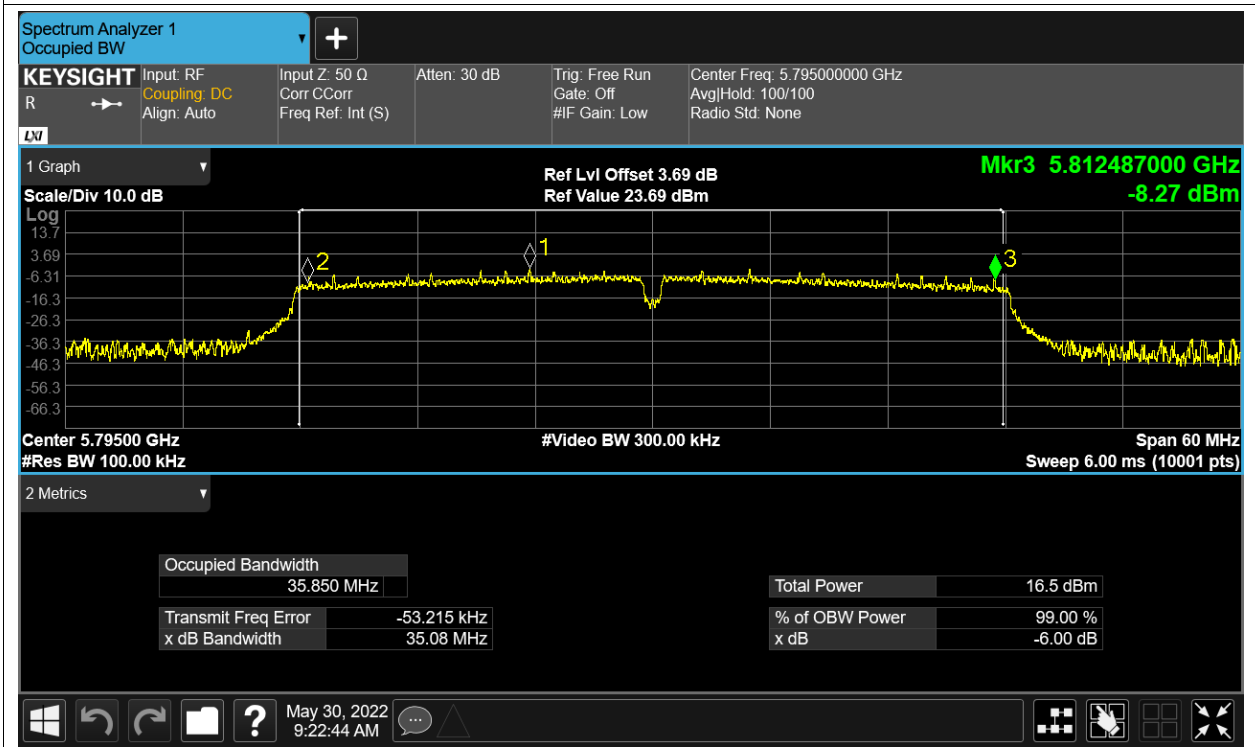 Spectrum Analyzer 1
Occupied BW
KEYSIGHT
R
LXI
Input: RF
Coupling: DC
Align: Auto
Input Z: 50 Ω
Corr CCorr
Freq Ref: Int (S)
Atten: 30 dB
Trig: Free Run
Gate: Off
#IF Gain: Low
Center Freq: 5.795000000 GHz
Avg|Hold: 100/100
Radio Std: None
1 Graph
Scale/Div 10.0 dB
Ref Lvl Offset 3.69 dB
Ref Value 23.69 dBm
Mkr3 5.812487000 GHz
-8.27 dBm
Log
13.7
3.69
-6.31
-16.3
-26.3
-36.3
-46.3
-56.3
-66.3
2
1
3
Center 5.79500 GHz
#Res BW 100.00 kHz
#Video BW 300.00 kHz
Span 60 MHz
Sweep 6.00 ms (10001 pts)
2 Metrics
Occupied Bandwidth
35.850 MHz
Transmit Freq Error -53.215 kHz
x dB Bandwidth 35.08 MHz
Total Power 16.5 dBm
% of OBW Power 99.00 %
x dB -6.00 dB
?
May 30, 2022
9:22:44 AM